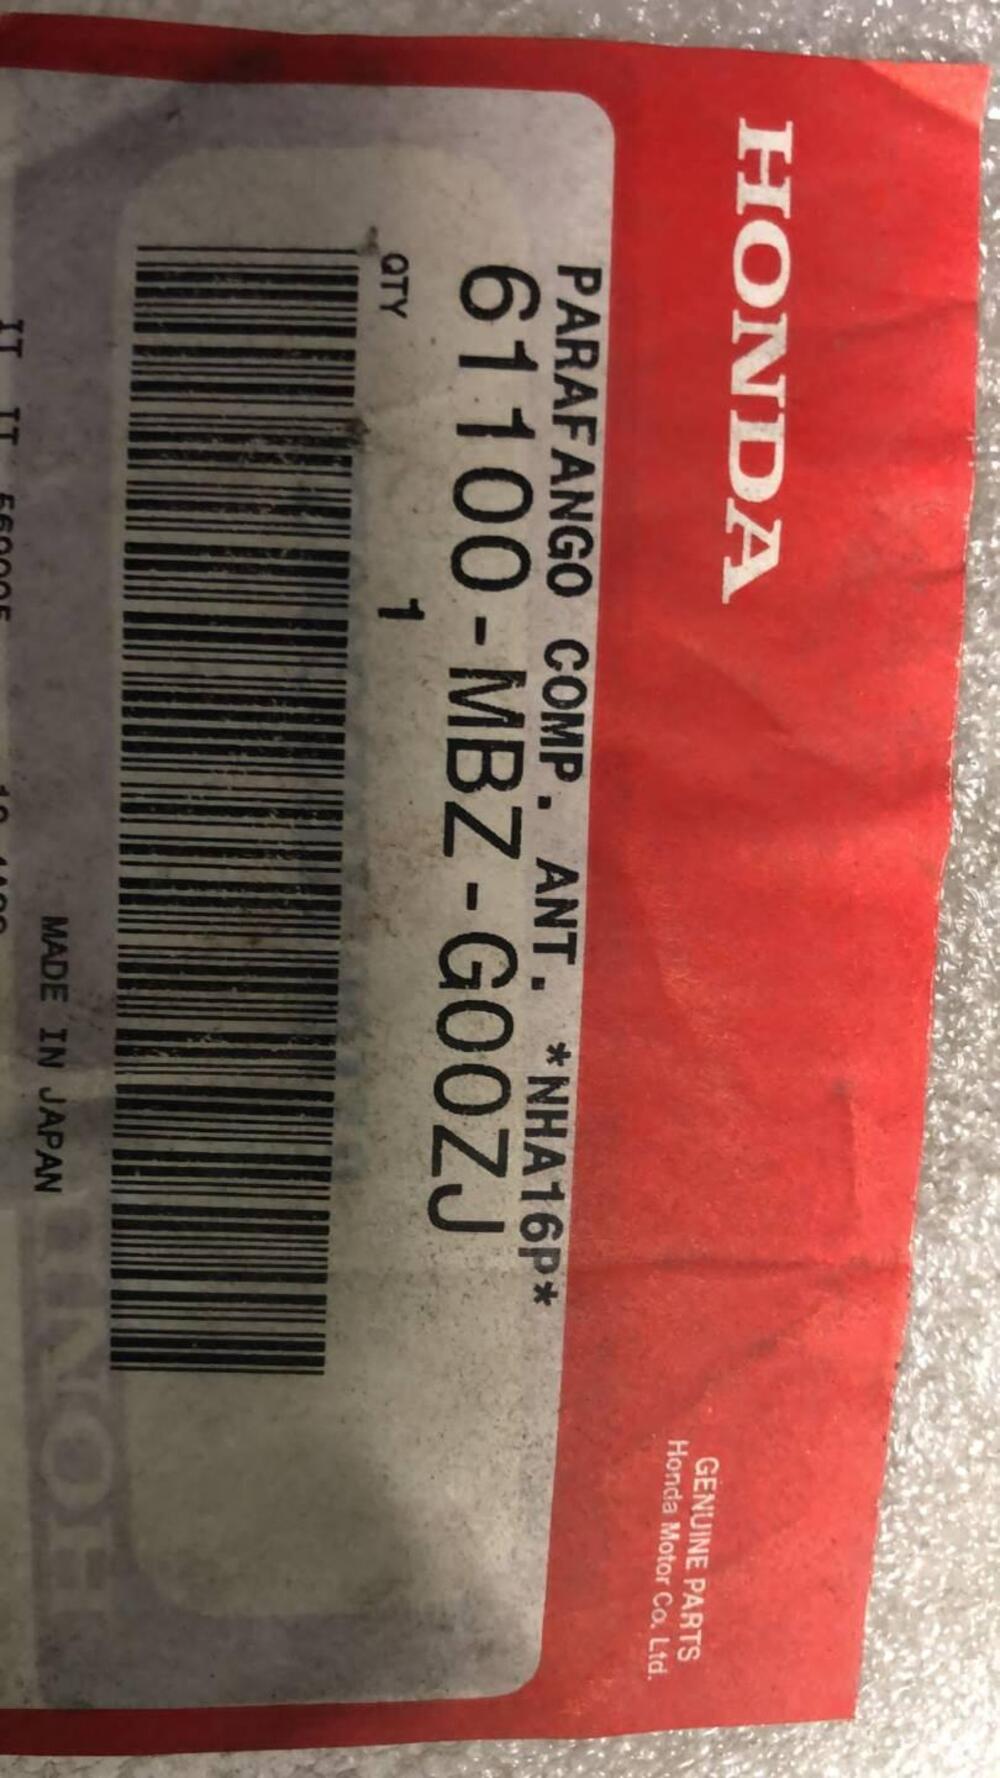 HONDA
GENUINE PARTS
Honda Motor Co. Ltd.
PARAFANGO COMP. ANT. *NHA16P*
61100-MBZ-G00ZJ
QTY 1
MADE IN JAPAN